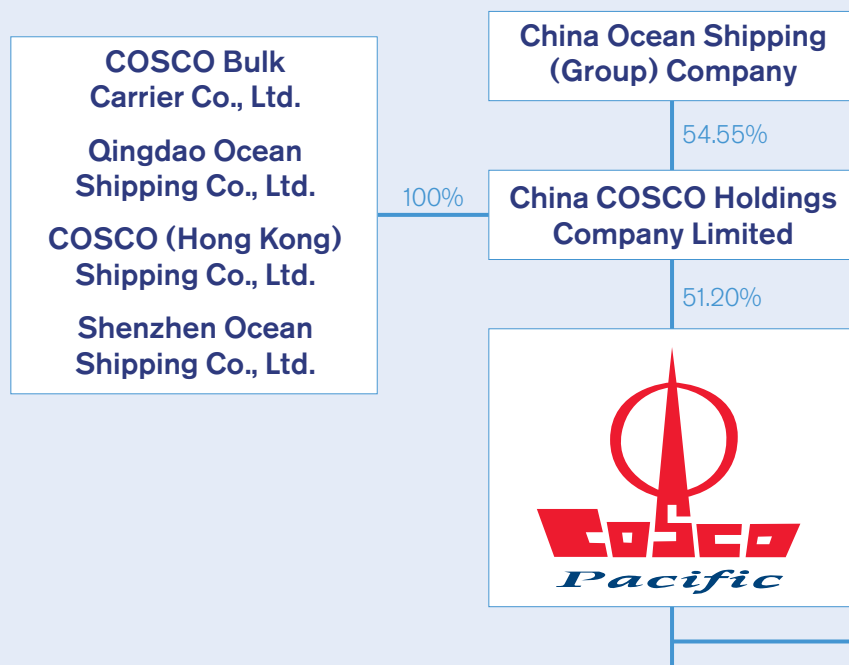 COSCO Bulk
Carrier Co., Ltd.
Qingdao Ocean
Shipping Co., Ltd.
COSCO (Hong Kong)
Shipping Co., Ltd.
Shenzhen Ocean
Shipping Co., Ltd.
100%
China Ocean Shipping
(Group) Company
54.55%
China COSCO Holdings
Company Limited
51.20%
COSCO
Pacific